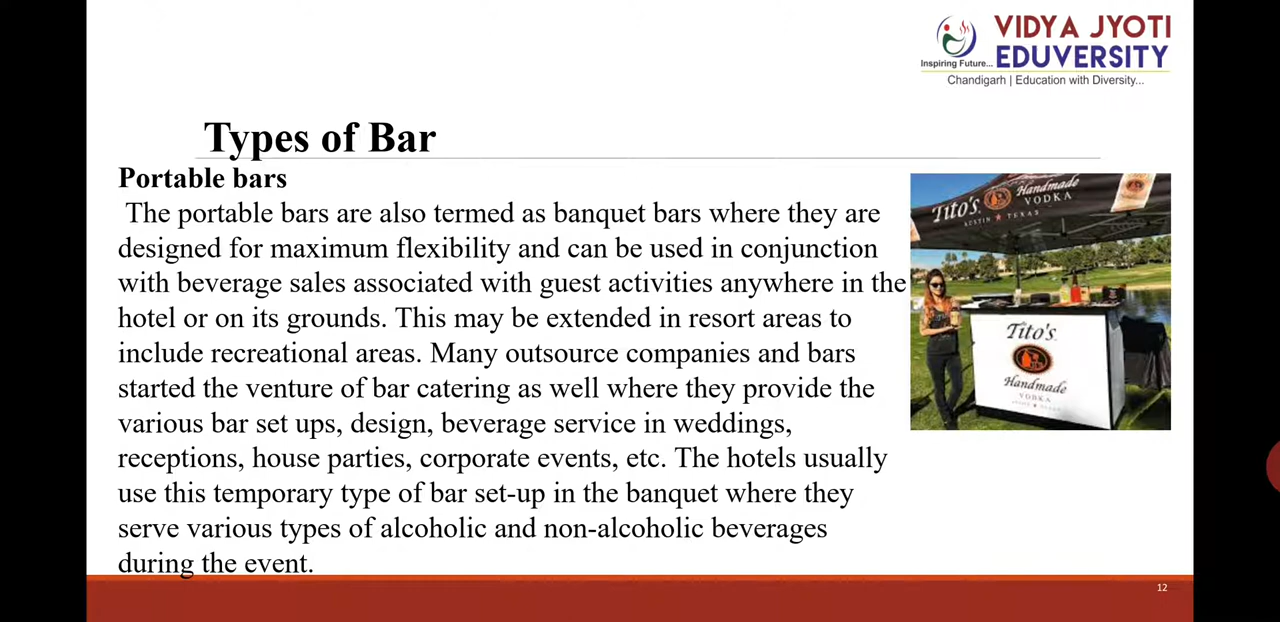 VIDYA JYOTI
EDUVERSITY
Inspiring Future...
Chandigarh | Education with Diversity...
Types of Bar
Portable bars
The portable bars are also termed as banquet bars where they are
designed for maximum flexibility and can be used in conjunction
with beverage sales associated with guest activities anywhere in the
hotel or on its grounds. This may be extended in resort areas to
include recreational areas. Many outsource companies and bars
started the venture of bar catering as well where they provide the
various bar set ups, design, beverage service in weddings,
receptions, house parties, corporate events, etc. The hotels usually
use this temporary type of bar set-up in the banquet where they
serve various types of alcoholic and non-alcoholic beverages
during the event.
Tito's Handmade
VODKA
AUSTIN ★ TEXAS
Tito's
Handmade
VODKA
12